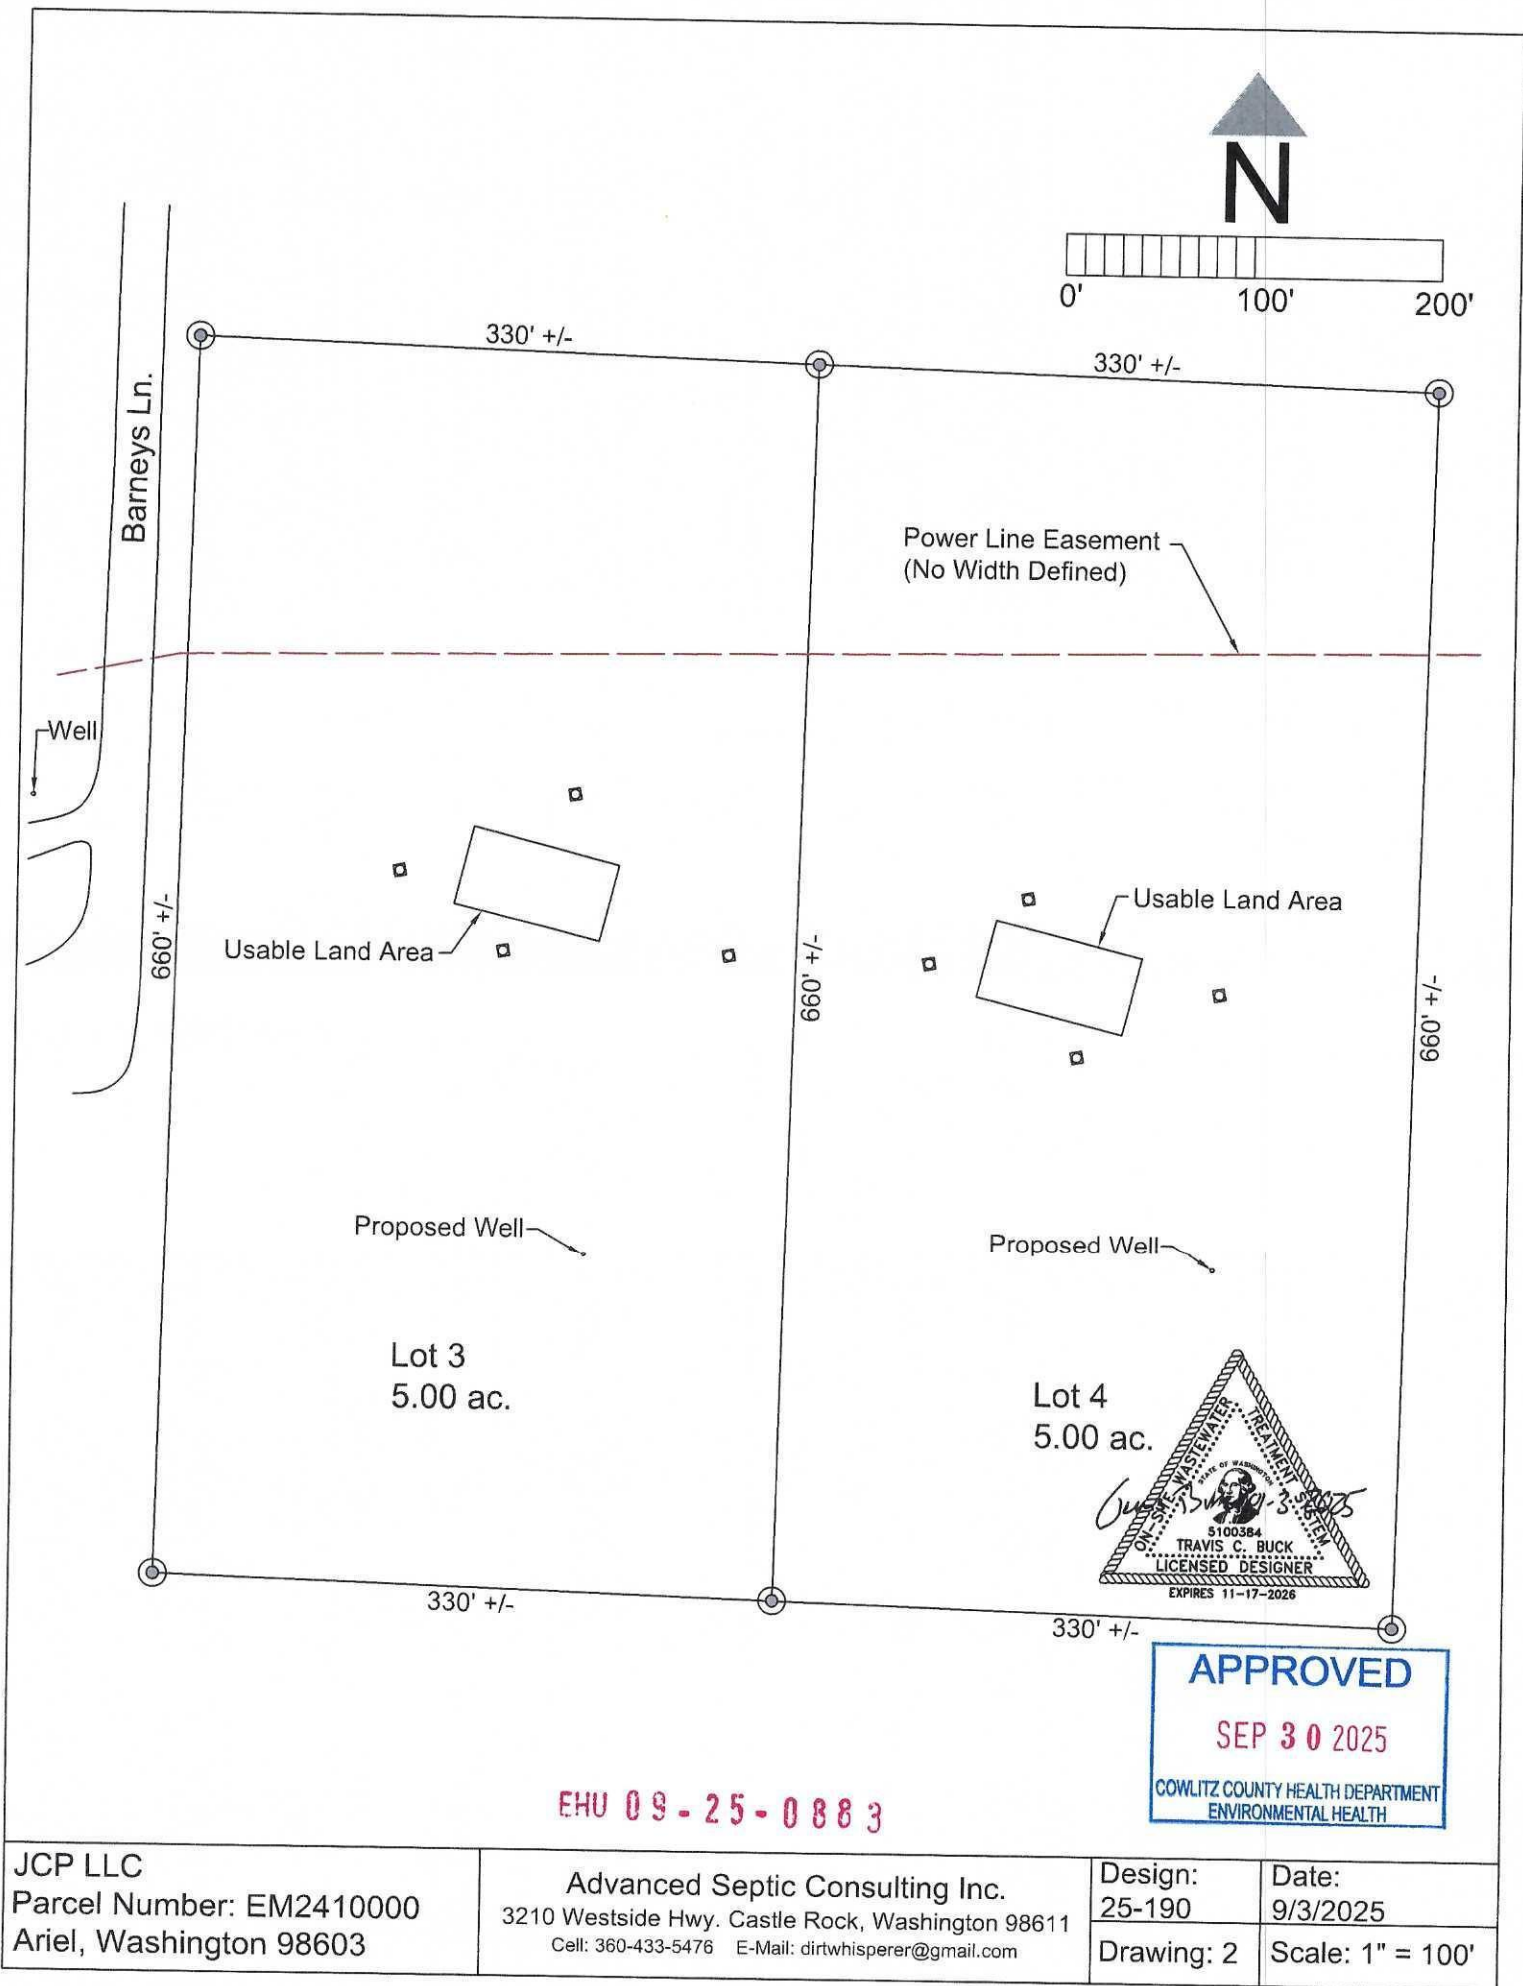 N
0' 100' 200'
330' +/-
330' +/-
Barneys Ln.
Power Line Easement
(No Width Defined)
Well
660' +/-
Usable Land Area
660' +/-
Usable Land Area
660' +/-
Proposed Well
Proposed Well
Lot 3
5.00 ac.
Lot 4
5.00 ac.
ON-SITE WASTEWATER TREATMENT SYSTEM
STATE OF WASHINGTON
5100384
TRAVIS C. BUCK
LICENSED DESIGNER
EXPIRES 11-17-2026
330' +/-
330' +/-
APPROVED
SEP 30 2025
COWLITZ COUNTY HEALTH DEPARTMENT
ENVIRONMENTAL HEALTH
EHU 09-25-0883
JCP LLC
Parcel Number: EM2410000
Ariel, Washington 98603
Advanced Septic Consulting Inc.
3210 Westside Hwy. Castle Rock, Washington 98611
Cell: 360-433-5476 E-Mail: dirtwhisperer@gmail.com
Design:
25-190
Date:
9/3/2025
Drawing: 2
Scale: 1" = 100'